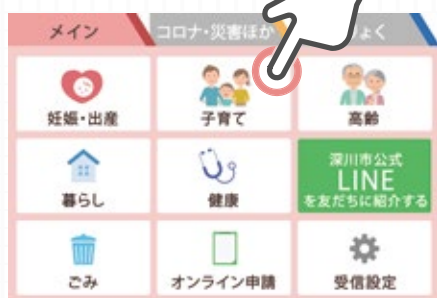 メイン
コロナ・災害ほか
妊娠・出産
子育て
高齢
暮らし
健康
深川市公式
LINE
を友だちに紹介する
ごみ
オンライン申請
受信設定